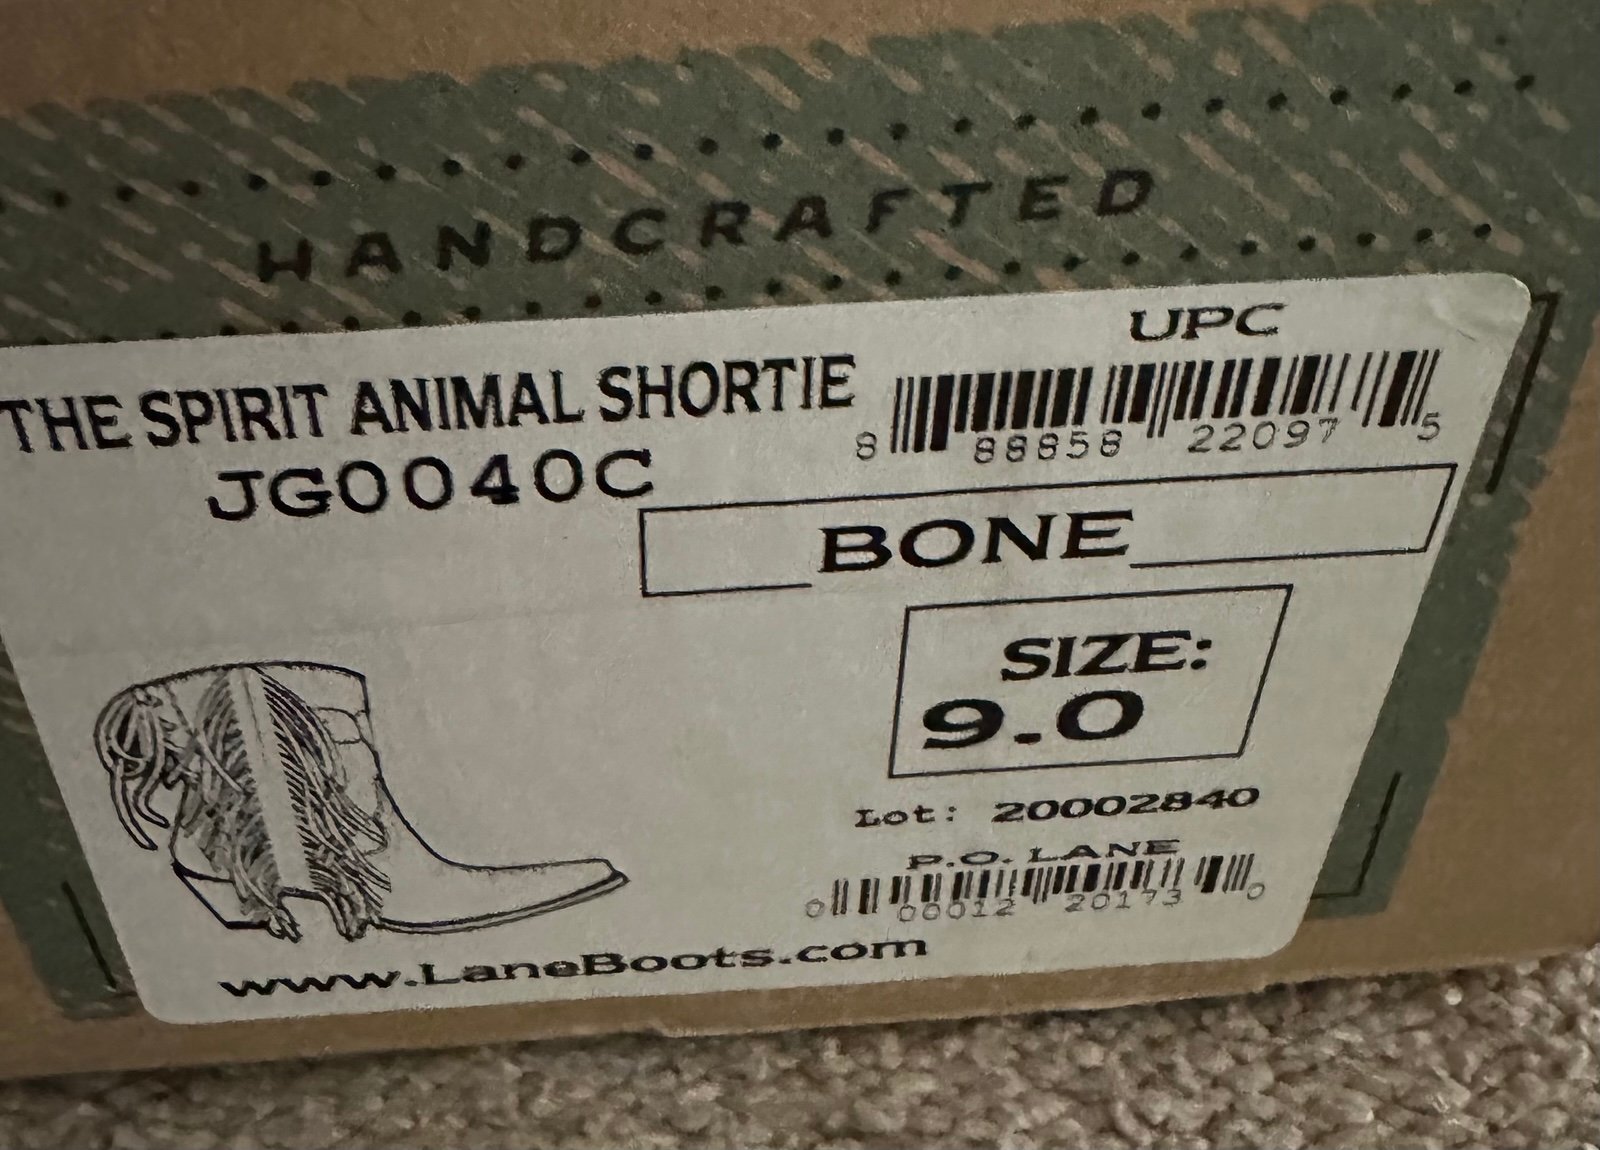 HANDCRAFTED
UPC
THE SPIRIT ANIMAL SHORTIE
8 88858 22097 5
JG0040C
BONE
SIZE:
9.0
Lot: 20002840
P.O. LANE
0 00012 20173 0
www.LaneBoots.com